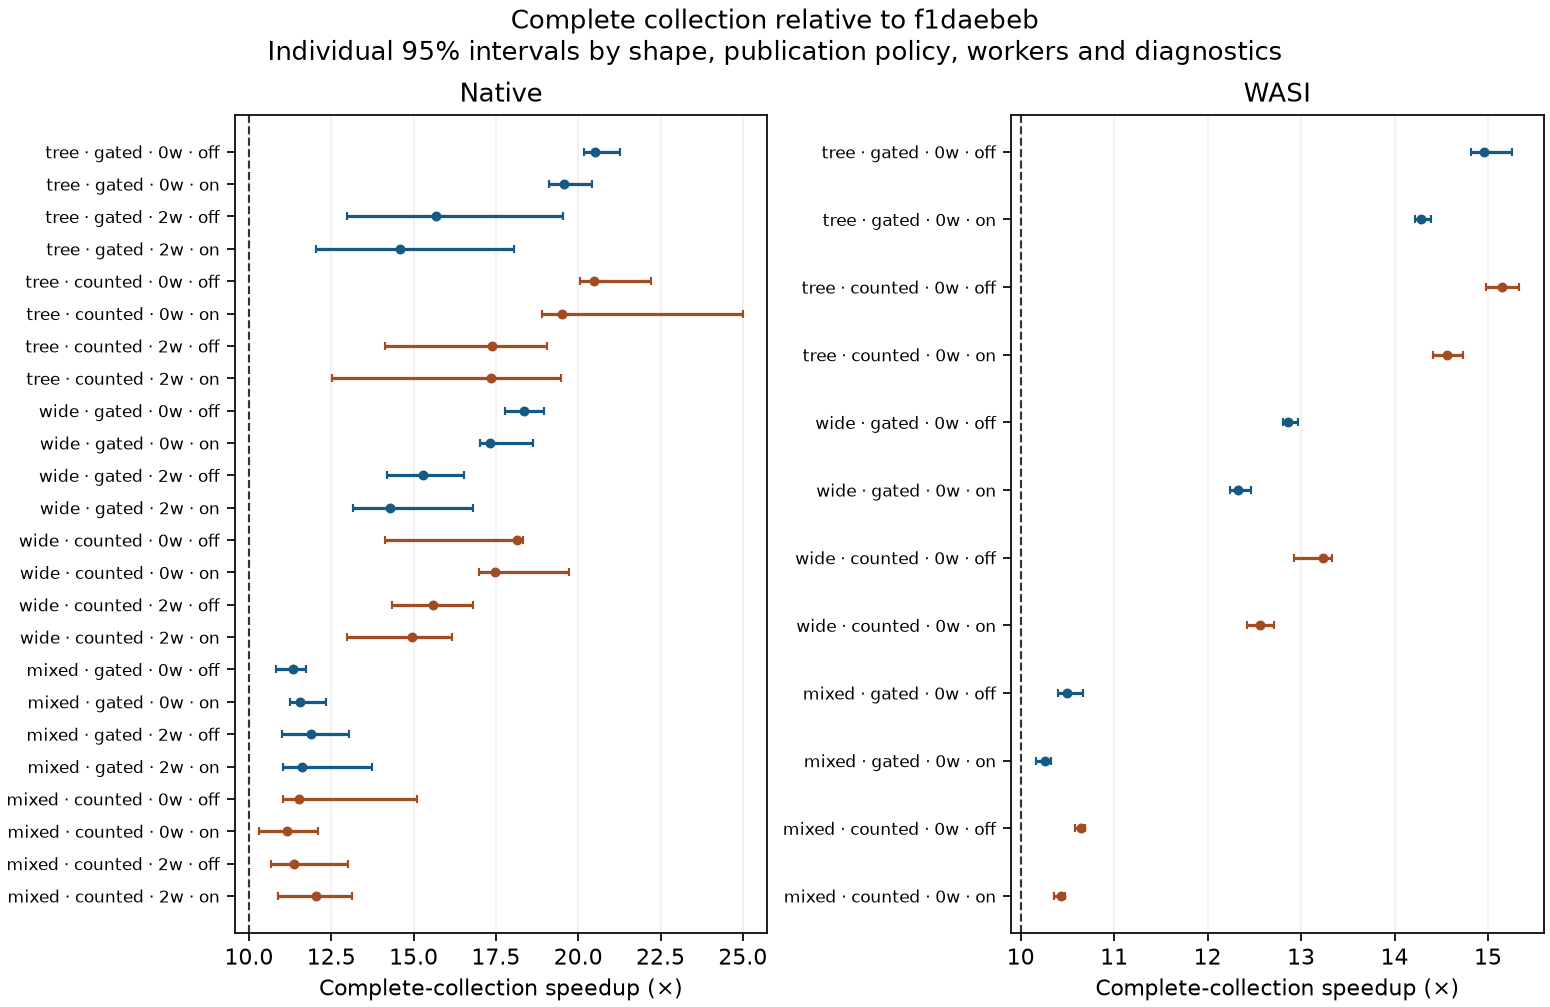 Complete collection relative to f1daebeb
Individual 95% intervals by shape, publication policy, workers and diagnostics
Native
tree · gated · 0w · off
tree · gated · 0w · on
tree · gated · 2w · off
tree · gated · 2w · on
tree · counted · 0w · off
tree · counted · 0w · on
tree · counted · 2w · off
tree · counted · 2w · on
wide · gated · 0w · off
wide · gated · 0w · on
wide · gated · 2w · off
wide · gated · 2w · on
wide · counted · 0w · off
wide · counted · 0w · on
wide · counted · 2w · off
wide · counted · 2w · on
mixed · gated · 0w · off
mixed · gated · 0w · on
mixed · gated · 2w · off
mixed · gated · 2w · on
mixed · counted · 0w · off
mixed · counted · 0w · on
mixed · counted · 2w · off
mixed · counted · 2w · on
10.0 12.5 15.0 17.5 20.0 22.5 25.0
Complete-collection speedup (×)
WASI
tree · gated · 0w · off
tree · gated · 0w · on
tree · counted · 0w · off
tree · counted · 0w · on
wide · gated · 0w · off
wide · gated · 0w · on
wide · counted · 0w · off
wide · counted · 0w · on
mixed · gated · 0w · off
mixed · gated · 0w · on
mixed · counted · 0w · off
mixed · counted · 0w · on
10 11 12 13 14 15
Complete-collection speedup (×)